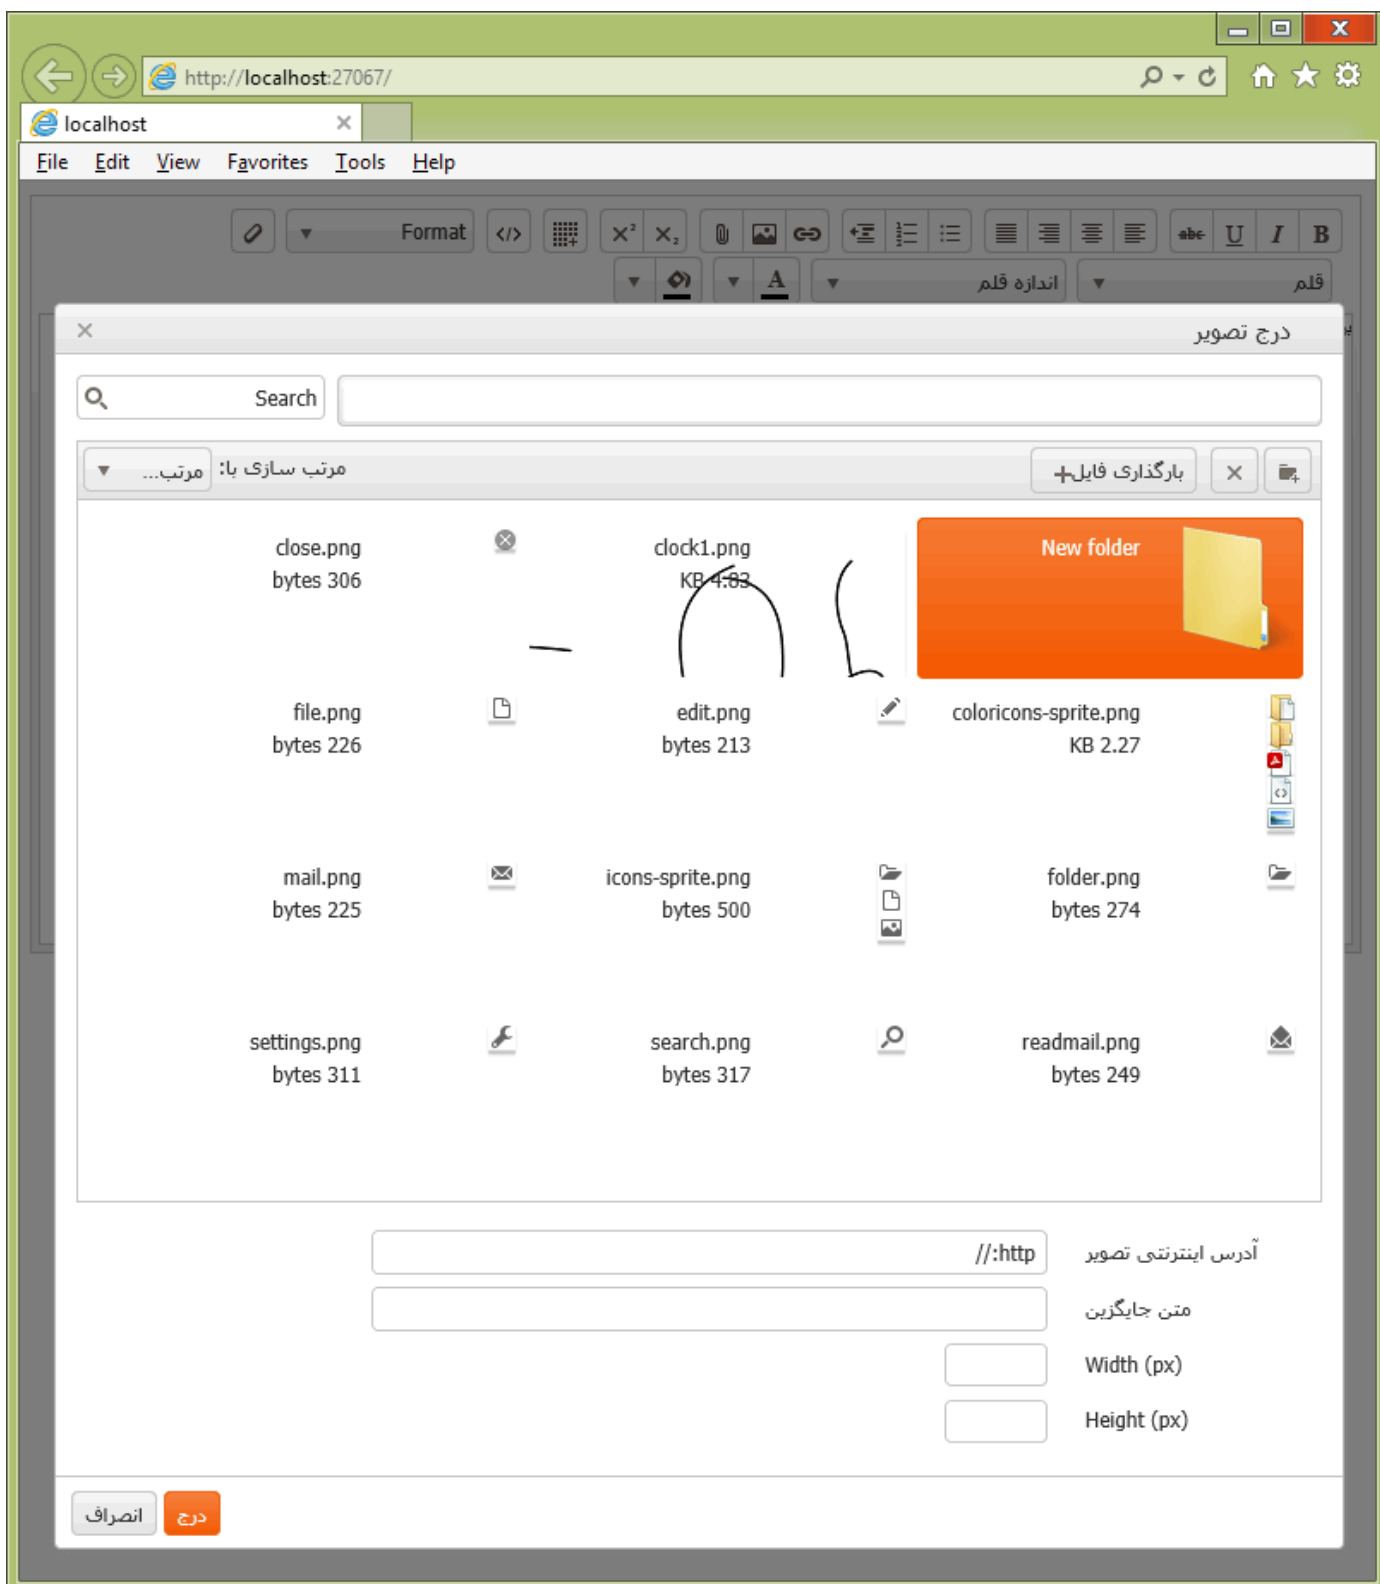 http://localhost:27067/
localhost
File Edit View Favorites Tools Help
B I U abc Format
قلم اندازه قلم A
درج تصویر
Search
بارگذاری فایل+ مرتب سازی با: مرتب...
New folder
clock1.png
KB 4.83
close.png
bytes 306
coloricons-sprite.png
KB 2.27
edit.png
bytes 213
file.png
bytes 226
folder.png
bytes 274
icons-sprite.png
bytes 500
mail.png
bytes 225
readmail.png
bytes 249
search.png
bytes 317
settings.png
bytes 311
آدرس اینترنتی تصویر
//:http
متن جایگزین
Width (px)
Height (px)
درج انصراف